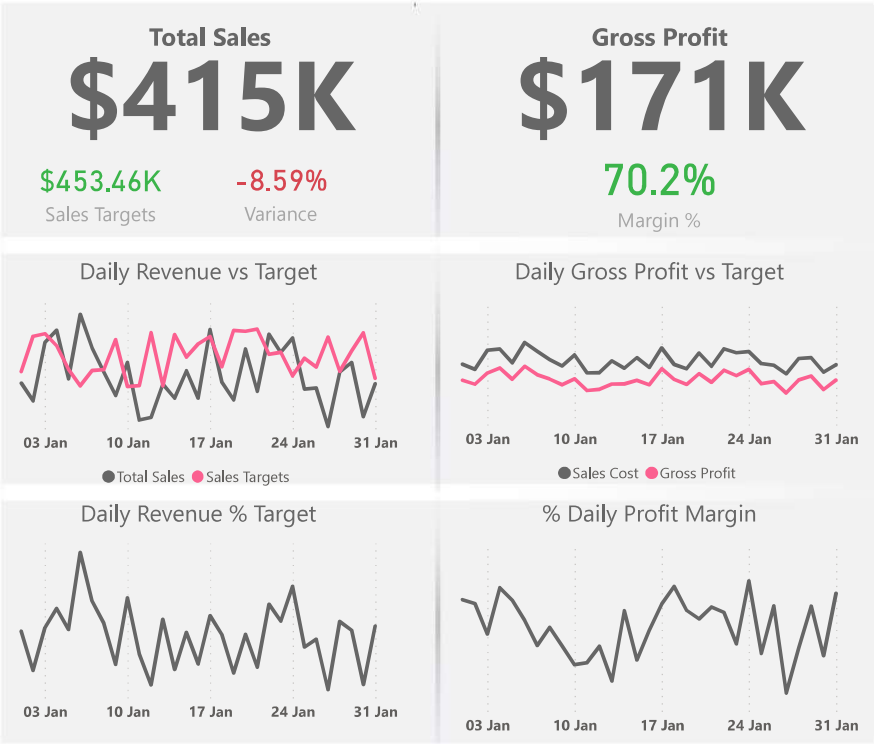 Total Sales
$415K
$453.46K
Sales Targets
-8.59%
Variance
Gross Profit
$171K
70.2%
Margin %
Daily Revenue vs Target
03 Jan 10 Jan 17 Jan 24 Jan 31 Jan
Total Sales Sales Targets
Daily Gross Profit vs Target
03 Jan 10 Jan 17 Jan 24 Jan 31 Jan
Sales Cost Gross Profit
Daily Revenue % Target
03 Jan 10 Jan 17 Jan 24 Jan 31 Jan
% Daily Profit Margin
03 Jan 10 Jan 17 Jan 24 Jan 31 Jan